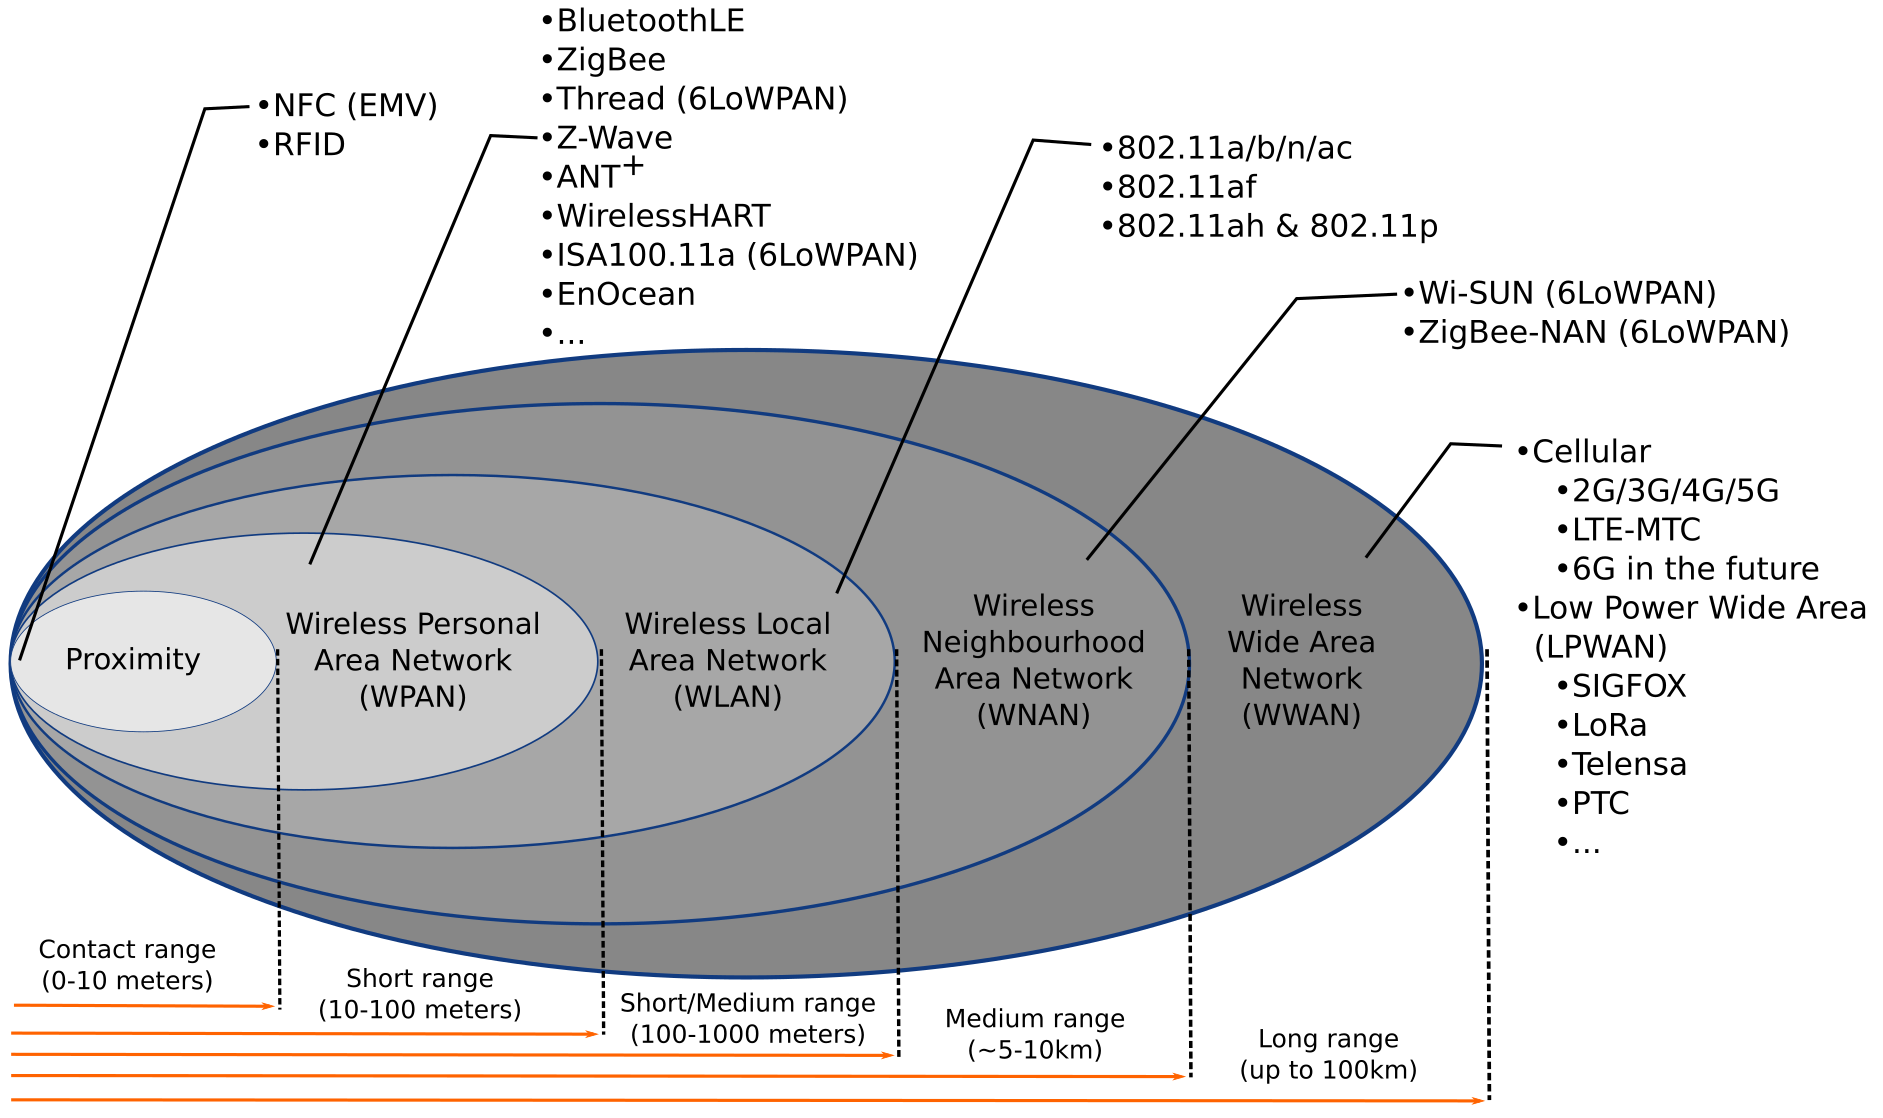 •NFC (EMV)
•RFID
•BluetoothLE
•ZigBee
•Thread (6LoWPAN)
•Z-Wave
•ANT+
•WirelessHART
•ISA100.11a (6LoWPAN)
•EnOcean
•...
•802.11a/b/n/ac
•802.11af
•802.11ah & 802.11p
•Wi-SUN (6LoWPAN)
•ZigBee-NAN (6LoWPAN)
•Cellular
•2G/3G/4G/5G
•LTE-MTC
•6G in the future
•Low Power Wide Area
(LPWAN)
•SIGFOX
•LoRa
•Telensa
•PTC
•...
Proximity
Wireless Personal
Area Network
(WPAN)
Wireless Local
Area Network
(WLAN)
Wireless
Neighbourhood
Area Network
(WNAN)
Wireless
Wide Area
Network
(WWAN)
Contact range
(0-10 meters)
Short range
(10-100 meters)
Short/Medium range
(100-1000 meters)
Medium range
(~5-10km)
Long range
(up to 100km)